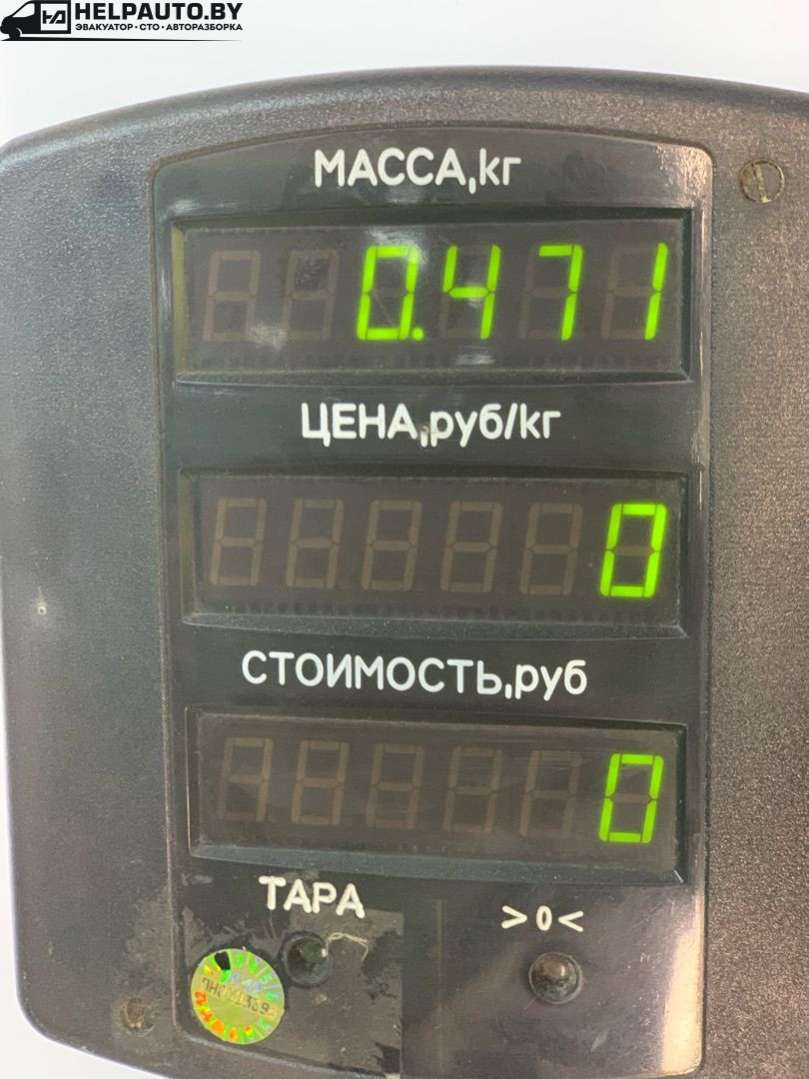 HELPAUTO.BY
ЭВАКУАТОР • СТО • АВТОРАЗБОРКА
МАССА,кг
0.471
ЦЕНА,руб/кг
0
СТОИМОСТЬ,руб
0
ТАРА
>0<